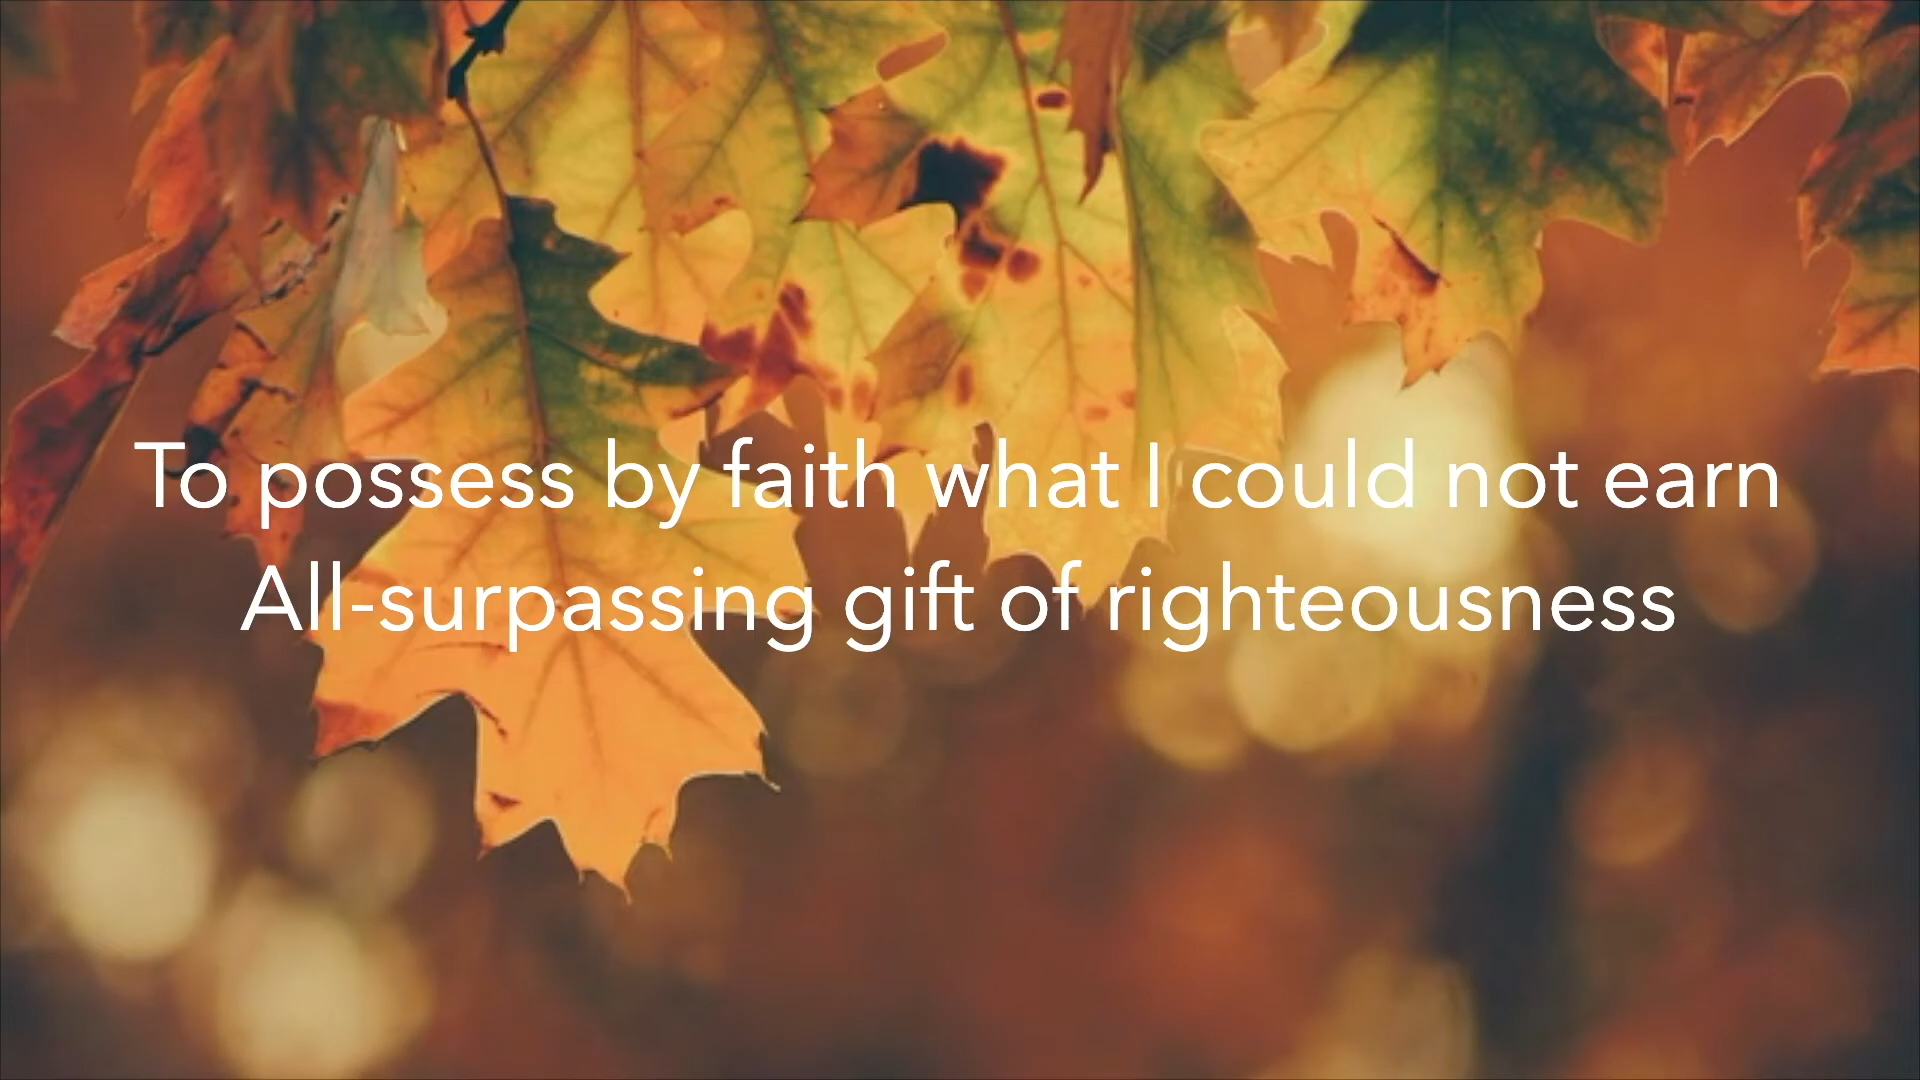 To possess by faith what I could not earn
All-surpassing gift of righteousness